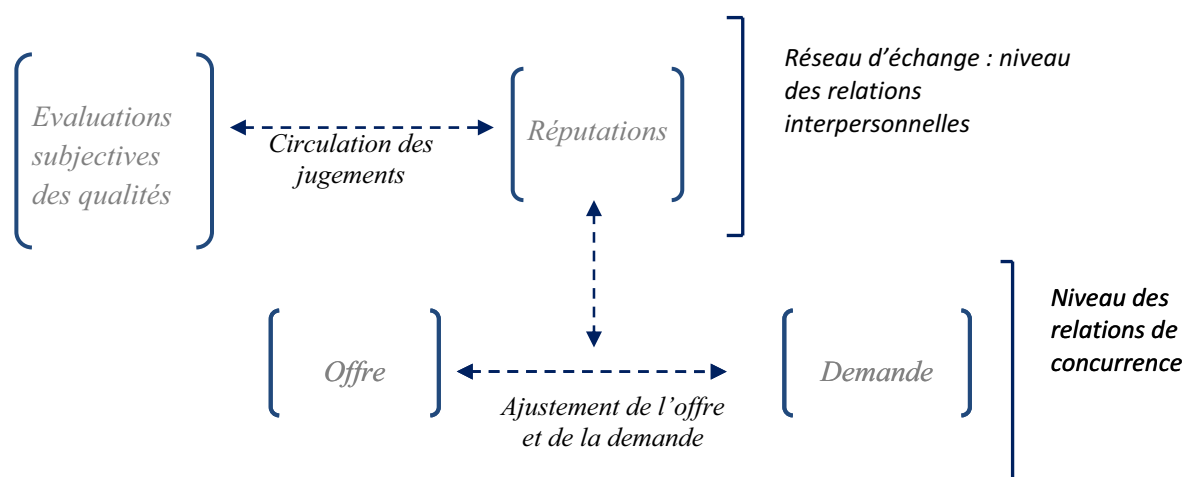 Evaluations
subjectives
des qualités
Circulation des
jugements
Réputations
Réseau d’échange : niveau
des relations
interpersonnelles
Offre
Ajustement de l’offre
et de la demande
Demande
Niveau des
relations de
concurrence